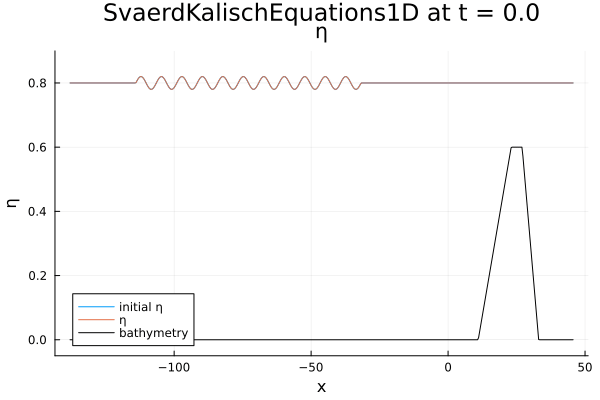 SvaerdKalischEquations1D at t = 0.0
η
0.8
0.6
η
0.4
0.2
0.0
initial η
η
bathymetry
−100
−50
0
50
x